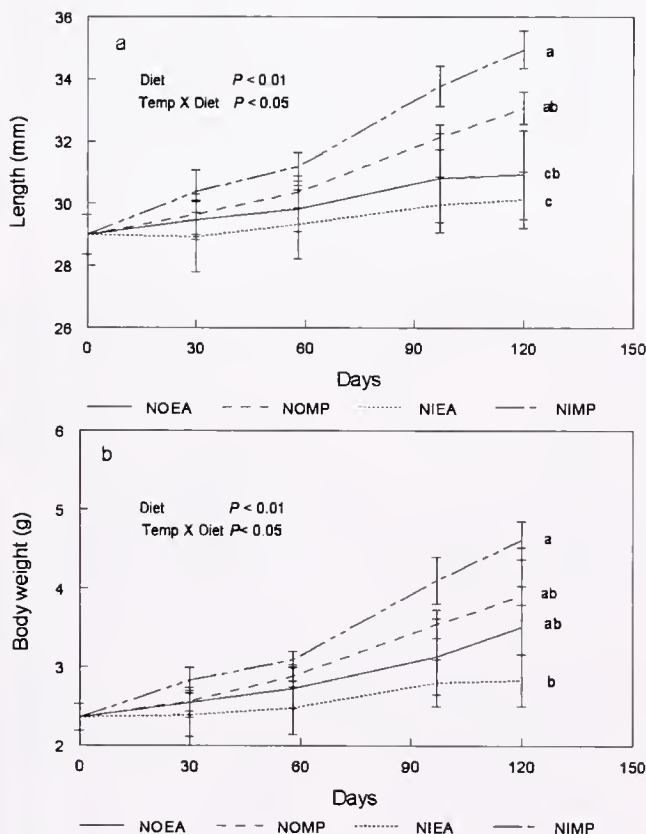 36
34
32
30
28
26
Length (mm)
a
Diet P < 0.01
Temp X Diet P < 0.05
a
ab
cb
c
0 30 60 90 120 150
Days
NOEA NOMP NIEA NIMP
6
5
4
3
2
Body weight (g)
b
Diet P < 0.01
Temp X Diet P< 0.05
a
ab
ab
b
0 30 60 90 120 150
Days
NOEA NOMP NIEA NIMP